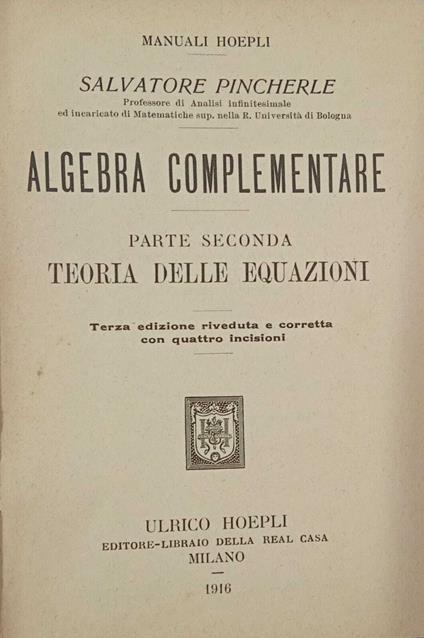 MANUALI HOEPLI
SALVATORE PINCHERLE
Professore di Analisi infinitesimale
ed incaricato di Matematiche sup. nella R. Università di Bologna
ALGEBRA COMPLEMENTARE
PARTE SECONDA
TEORIA DELLE EQUAZIONI
Terza edizione riveduta e corretta
con quattro incisioni
ULRICO HOEPLI
EDITORE-LIBRAIO DELLA REAL CASA
MILANO
1916